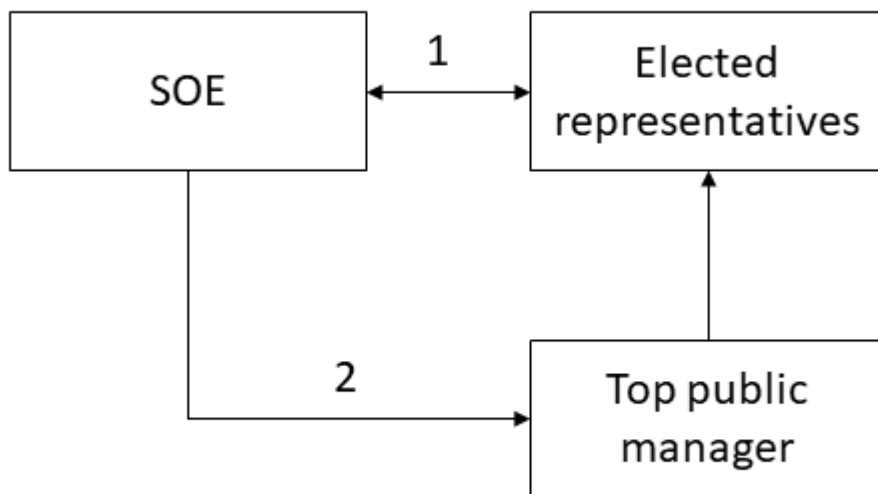 SOE
1
Elected
representatives
2
Top public
manager